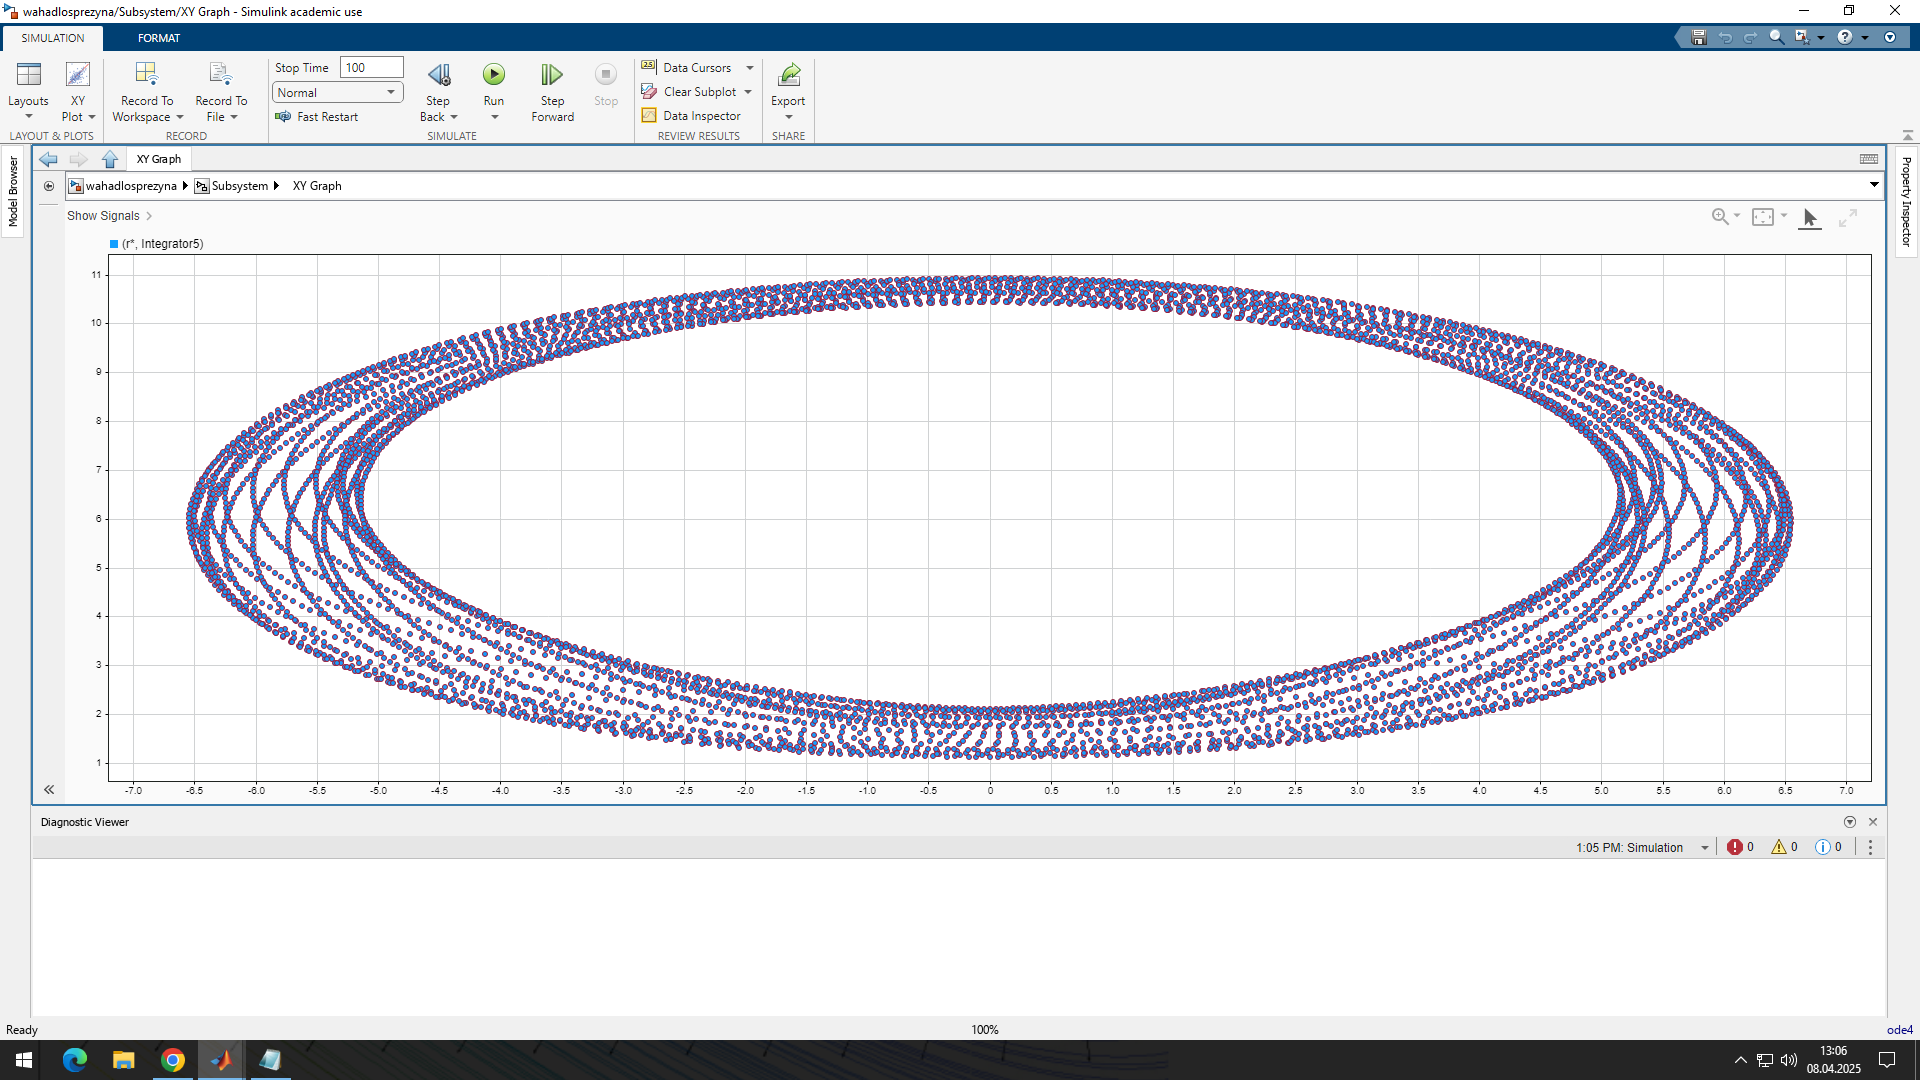 wahadlosprezyna/Subsystem/XY Graph - Simulink academic use
SIMULATION FORMAT
Stop Time 100
Normal
Fast Restart
Layouts
XY Plot
Record To Workspace
Record To File
Step Back
Run
Step Forward
Stop
Data Cursors
Clear Subplot
Data Inspector
Export
LAYOUT & PLOTS RECORD SIMULATE REVIEW RESULTS SHARE
Model Browser
Property Inspector
XY Graph
wahadlosprezyna Subsystem XY Graph
Show Signals
(r*, Integrator5)
11
10
9
8
7
6
5
4
3
2
1
-7.0 -6.5 -6.0 -5.5 -5.0 -4.5 -4.0 -3.5 -3.0 -2.5 -2.0 -1.5 -1.0 -0.5 0 0.5 1.0 1.5 2.0 2.5 3.0 3.5 4.0 4.5 5.0 5.5 6.0 6.5 7.0
Diagnostic Viewer
1:05 PM: Simulation 0 0 0
Ready 100% ode4
13:06
08.04.2025